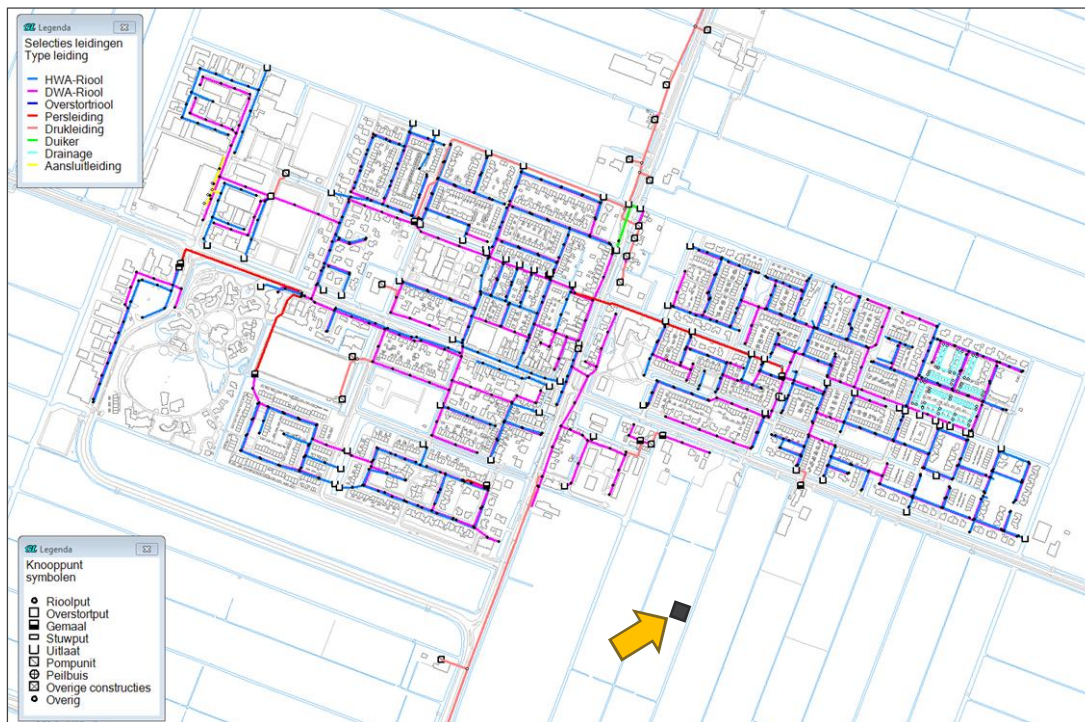 Legenda
Selecties leidingen
Type leiding
HWA-Riool
DWA-Riool
Overstortriool
Persleiding
Drukleiding
Duiker
Drainage
Aansluitleiding
Legenda
Knooppunt
symbolen
Rioolput
Overstortput
Gemaal
Stuwput
Uitlaat
Pompunit
Peilbuis
Overige constructies
Overig